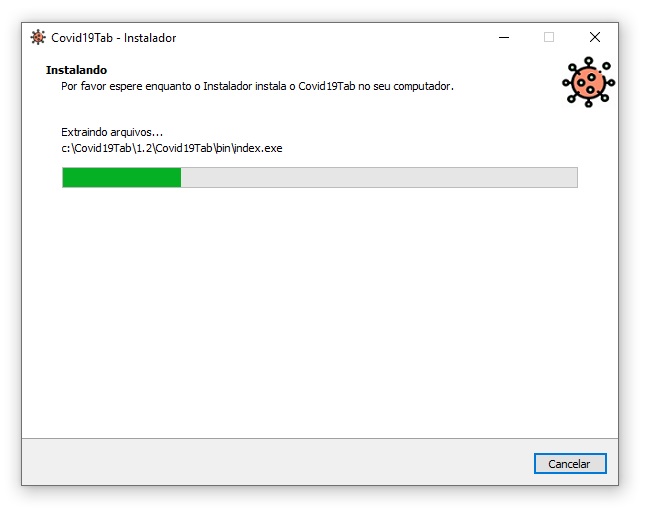 Covid19Tab - Instalador
Instalando
Por favor espere enquanto o Instalador instala o Covid19Tab no seu computador.
Extraindo arquivos...
c:\Covid19Tab\1.2\Covid19Tab\bin\index.exe
Cancelar